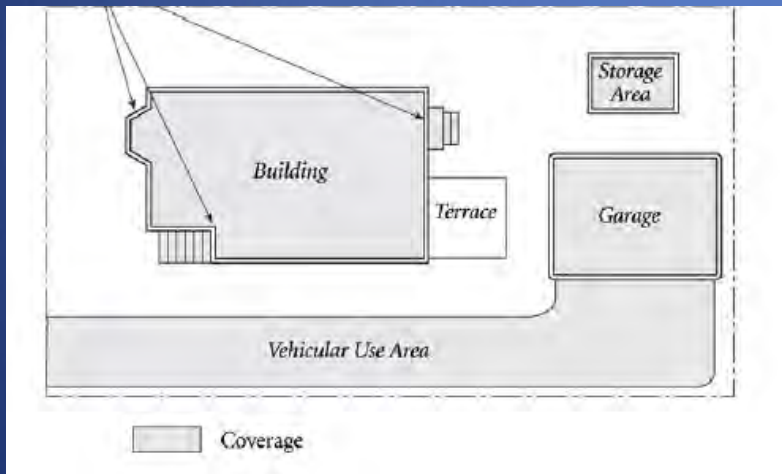 Storage
Area
Building
Terrace
Garage
Vehicular Use Area
Coverage